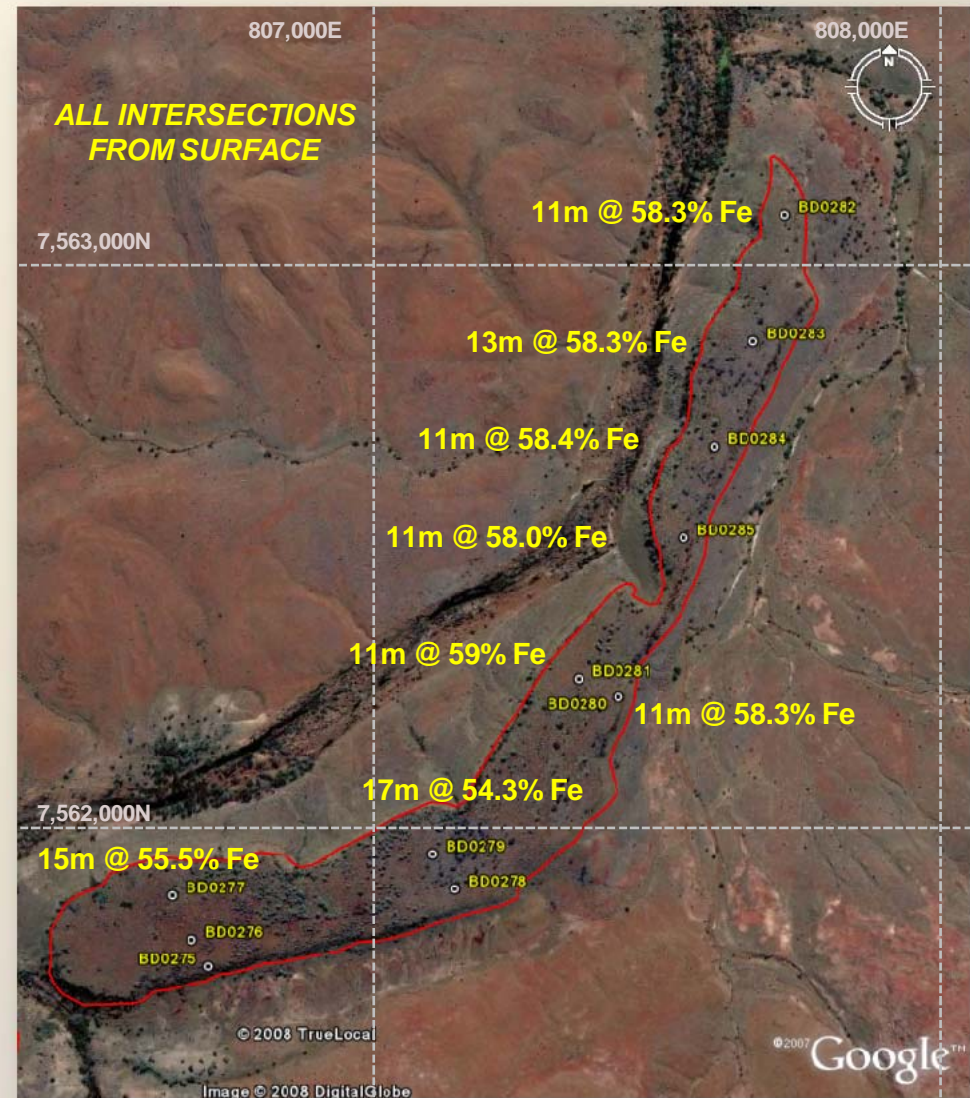 807,000E
808,000E
N
ALL INTERSECTIONS
FROM SURFACE
11m @ 58.3% Fe
BD0282
7,563,000N
13m @ 58.3% Fe
BD0283
11m @ 58.4% Fe
BD0284
11m @ 58.0% Fe
BD0285
11m @ 59% Fe
BD0281
BD0280
11m @ 58.3% Fe
17m @ 54.3% Fe
7,562,000N
15m @ 55.5% Fe
BD0279
BD0277
BD0278
BD0276
BD0275
© 2008 TrueLocal
©2007 Google™
Image © 2008 DigitalGlobe